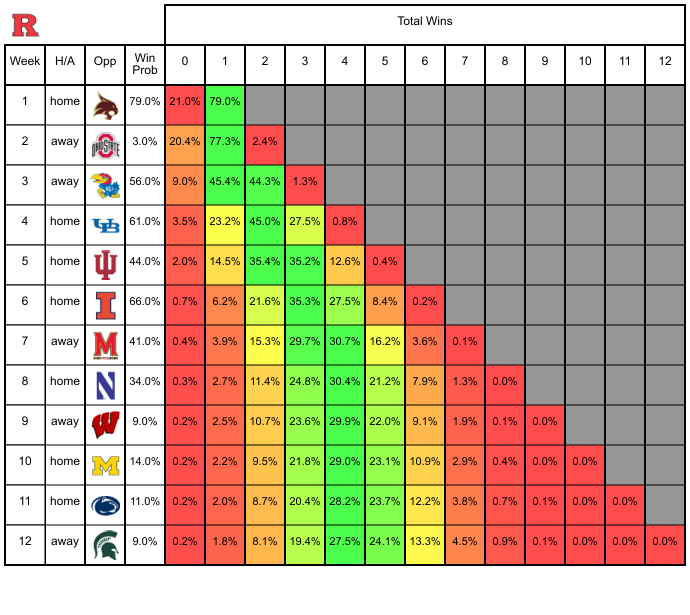 R
Total Wins
Week H/A Opp Win Prob 0 1 2 3 4 5 6 7 8 9 10 11 12
1 home 79.0% 21.0% 79.0%
2 away OHIO STATE 3.0% 20.4% 77.3% 2.4%
3 away KU 56.0% 9.0% 45.4% 44.3% 1.3%
4 home UB 61.0% 3.5% 23.2% 45.0% 27.5% 0.8%
5 home 44.0% 2.0% 14.5% 35.4% 35.2% 12.6% 0.4%
6 home I 66.0% 0.7% 6.2% 21.6% 35.3% 27.5% 8.4% 0.2%
7 away M 41.0% 0.4% 3.9% 15.3% 29.7% 30.7% 16.2% 3.6% 0.1%
8 home N 34.0% 0.3% 2.7% 11.4% 24.8% 30.4% 21.2% 7.9% 1.3% 0.0%
9 away W 9.0% 0.2% 2.5% 10.7% 23.6% 29.9% 22.0% 9.1% 1.9% 0.1% 0.0%
10 home M 14.0% 0.2% 2.2% 9.5% 21.8% 29.0% 23.1% 10.9% 2.9% 0.4% 0.0% 0.0%
11 home 11.0% 0.2% 2.0% 8.7% 20.4% 28.2% 23.7% 12.2% 3.8% 0.7% 0.1% 0.0% 0.0%
12 away 9.0% 0.2% 1.8% 8.1% 19.4% 27.5% 24.1% 13.3% 4.5% 0.9% 0.1% 0.0% 0.0% 0.0%